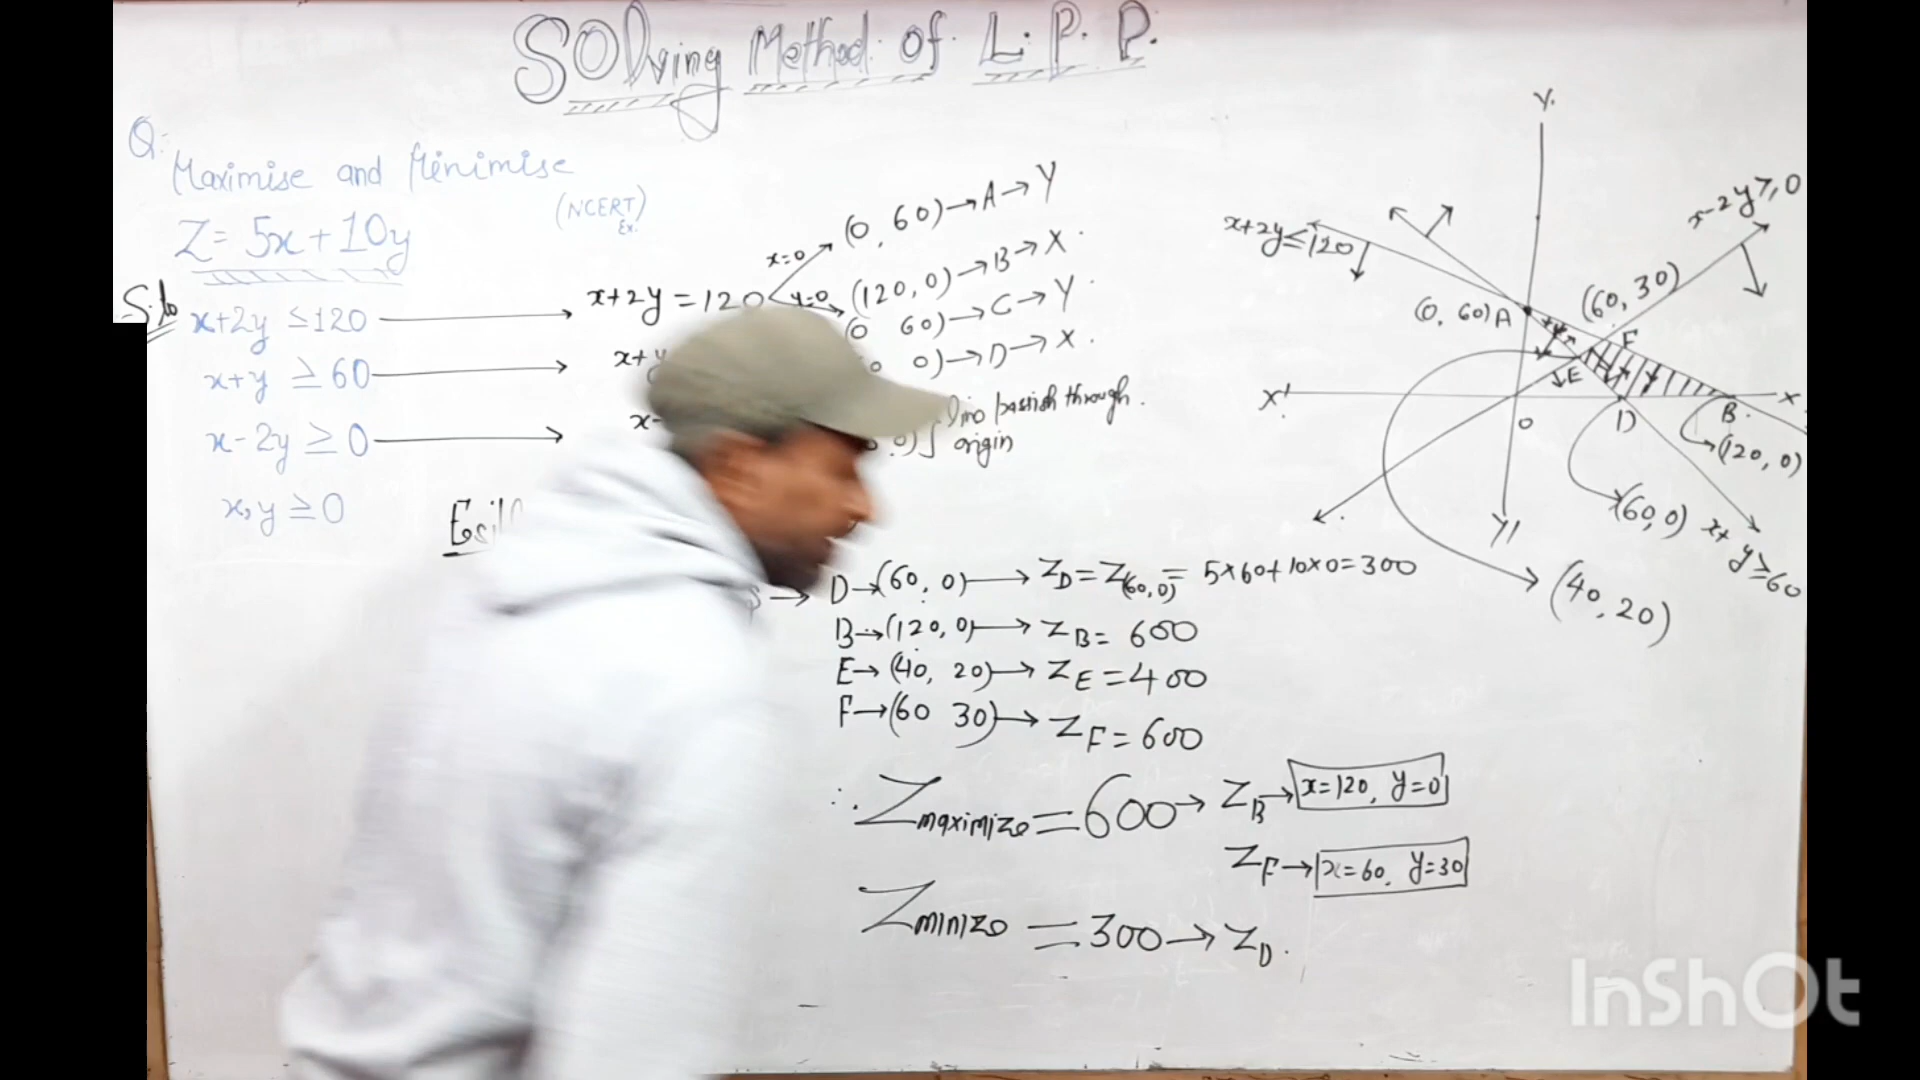 SOLving Method of L.P.P.
Q:
Maximise and Minimise
(NCERT)
Ex.
Z = 5x+10y
S.to
x+2y ≤120
x+y ≥60
x-2y ≥0
x,y ≥0
x+2y = 120
x=0
(0, 60)→A→Y
y=0
(120,0)→B→X
(0 60)→C→Y
0)→D→X
passish through
origin
D→(60, 0)→ Z_D = Z_(60,0) = 5×60+10×0=300
B→(120,0)→ Z_B = 600
E→(40, 20)→ Z_E =400
F→(60 30)→ Z_F = 600
∴ Z maximize = 600→ Z_B→ x=120, y=0
Z_F→ x=60, y=30
Z minize = 300→ Z_D.
Y.
x-2y≥0
x+2y≤120
(60, 30)
(0, 60)A
F
E
X'
X
O
D
B
(120, 0)
(60,0)
Y'
x+y≥60
(40,20)
InShOt